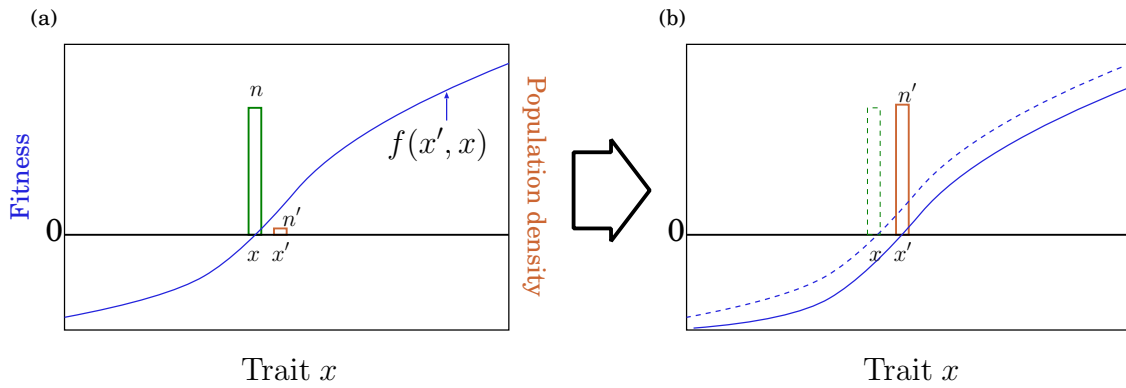 (a)
Fitness
0
n
f(x′, x)
n′
x
x′
Trait x
Population density
(b)
0
n′
x
x′
Trait x